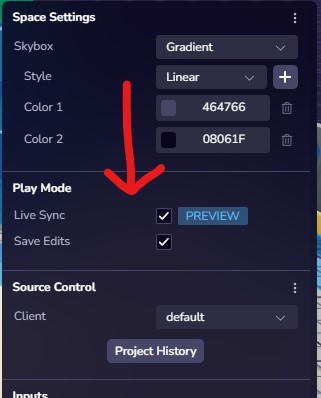 Space Settings
Skybox Gradient
Style Linear
Color 1 464766
Color 2 08061F
Play Mode
Live Sync PREVIEW
Save Edits
Source Control
Client default
Project History
Inputs